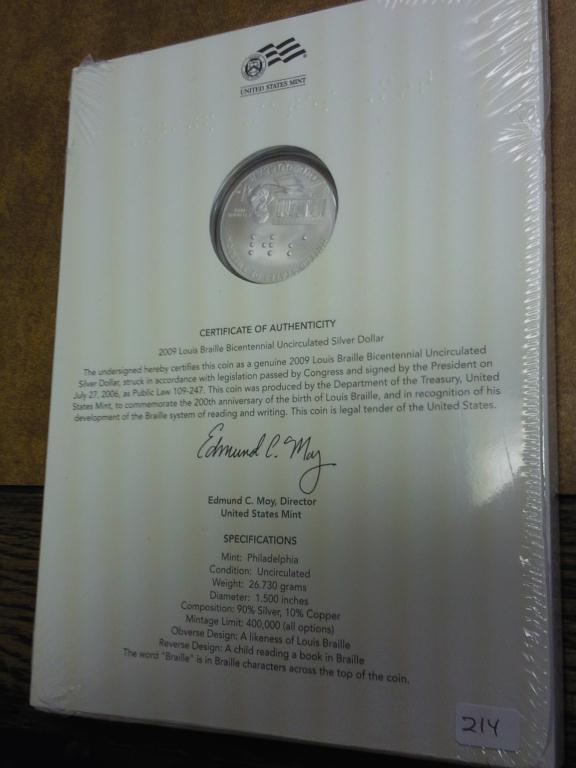 UNITED STATES MINT
CERTIFICATE OF AUTHENTICITY
2009 Louis Braille Bicentennial Uncirculated Silver Dollar
The undersigned hereby certifies this coin as a genuine 2009 Louis Braille Bicentennial Uncirculated
Silver Dollar, struck in accordance with legislation passed by Congress and signed by the President on
July 27, 2006, as Public Law 109-247. This coin was produced by the Department of the Treasury, United
States Mint, to commemorate the 200th anniversary of the birth of Louis Braille, and in recognition of his
development of the Braille system of reading and writing. This coin is legal tender of the United States.
Edmund C. Moy
Edmund C. Moy, Director
United States Mint
SPECIFICATIONS
Mint: Philadelphia
Condition: Uncirculated
Weight: 26.730 grams
Diameter: 1.500 inches
Composition: 90% Silver, 10% Copper
Mintage Limit: 400,000 (all options)
Obverse Design: A likeness of Louis Braille
Reverse Design: A child reading a book in Braille
The word "Braille" is in Braille characters across the top of the coin.
214